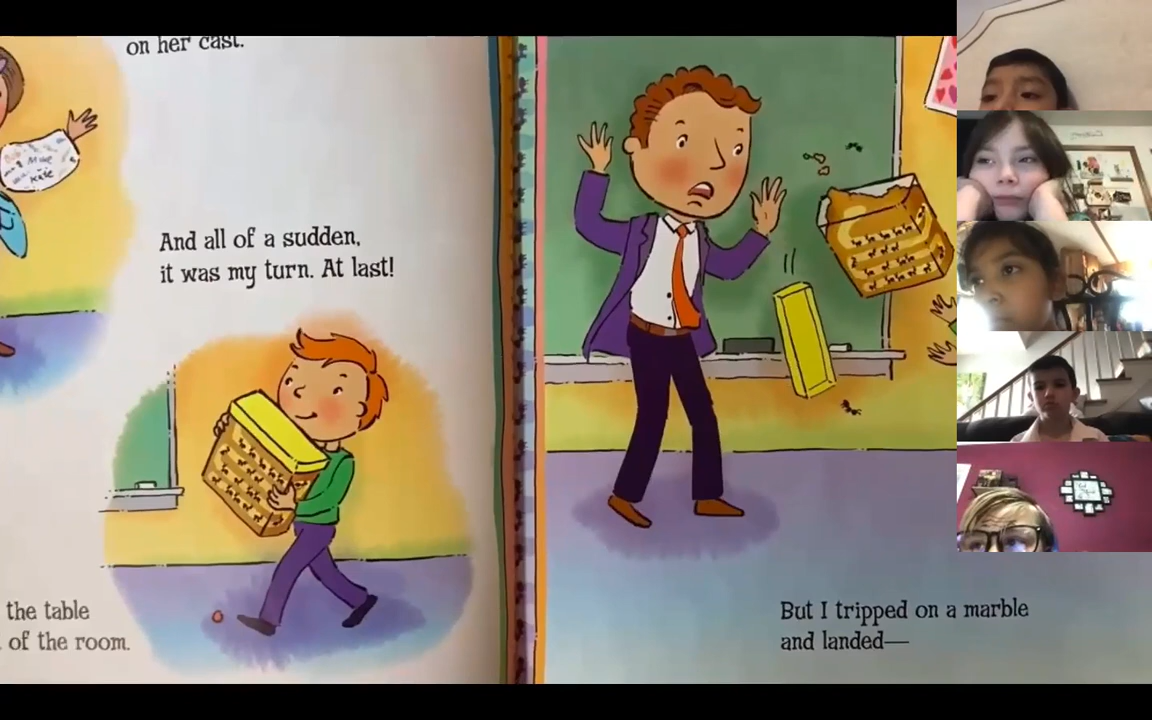 on her cast.
And all of a sudden,
it was my turn. At last!
the table
of the room.
But I tripped on a marble
and landed—